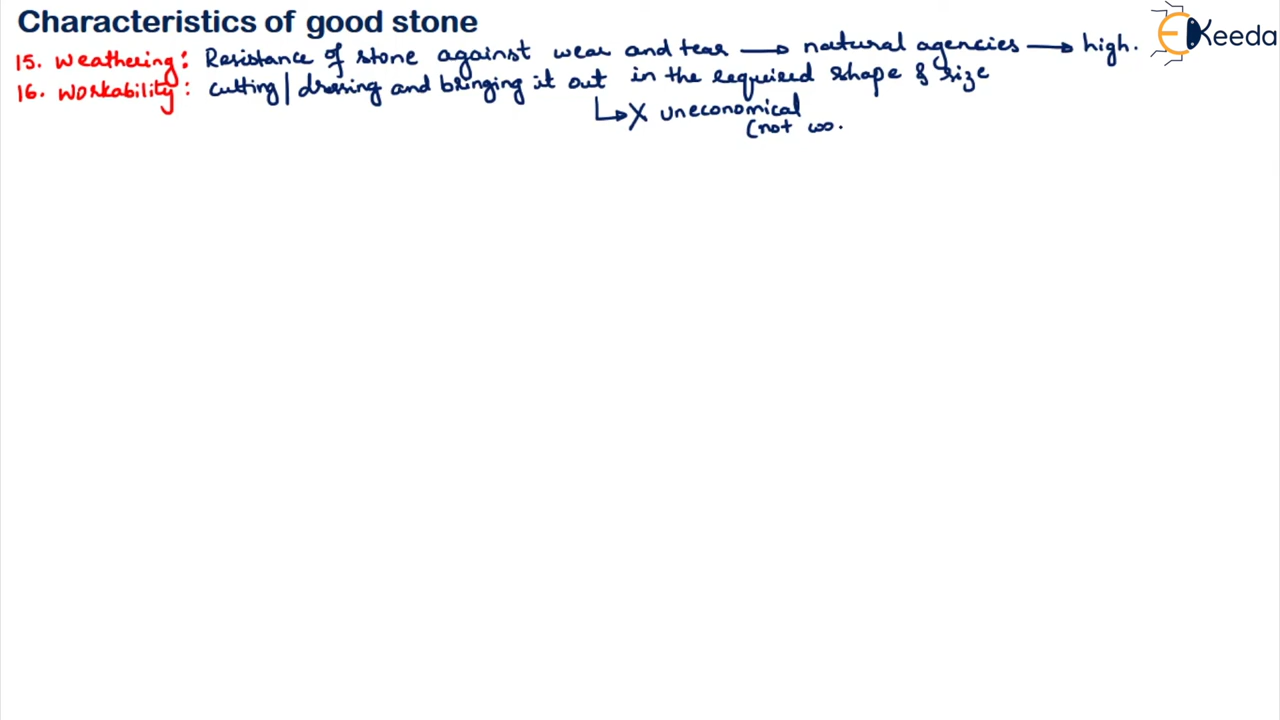 Characteristics of good stone
EKeeda
15. Weathering: Resistance of stone against wear and tear → natural agencies → high.
16. Workability: cutting/dressing and bringing it out in the required shape & size
↳ X uneconomical
(not